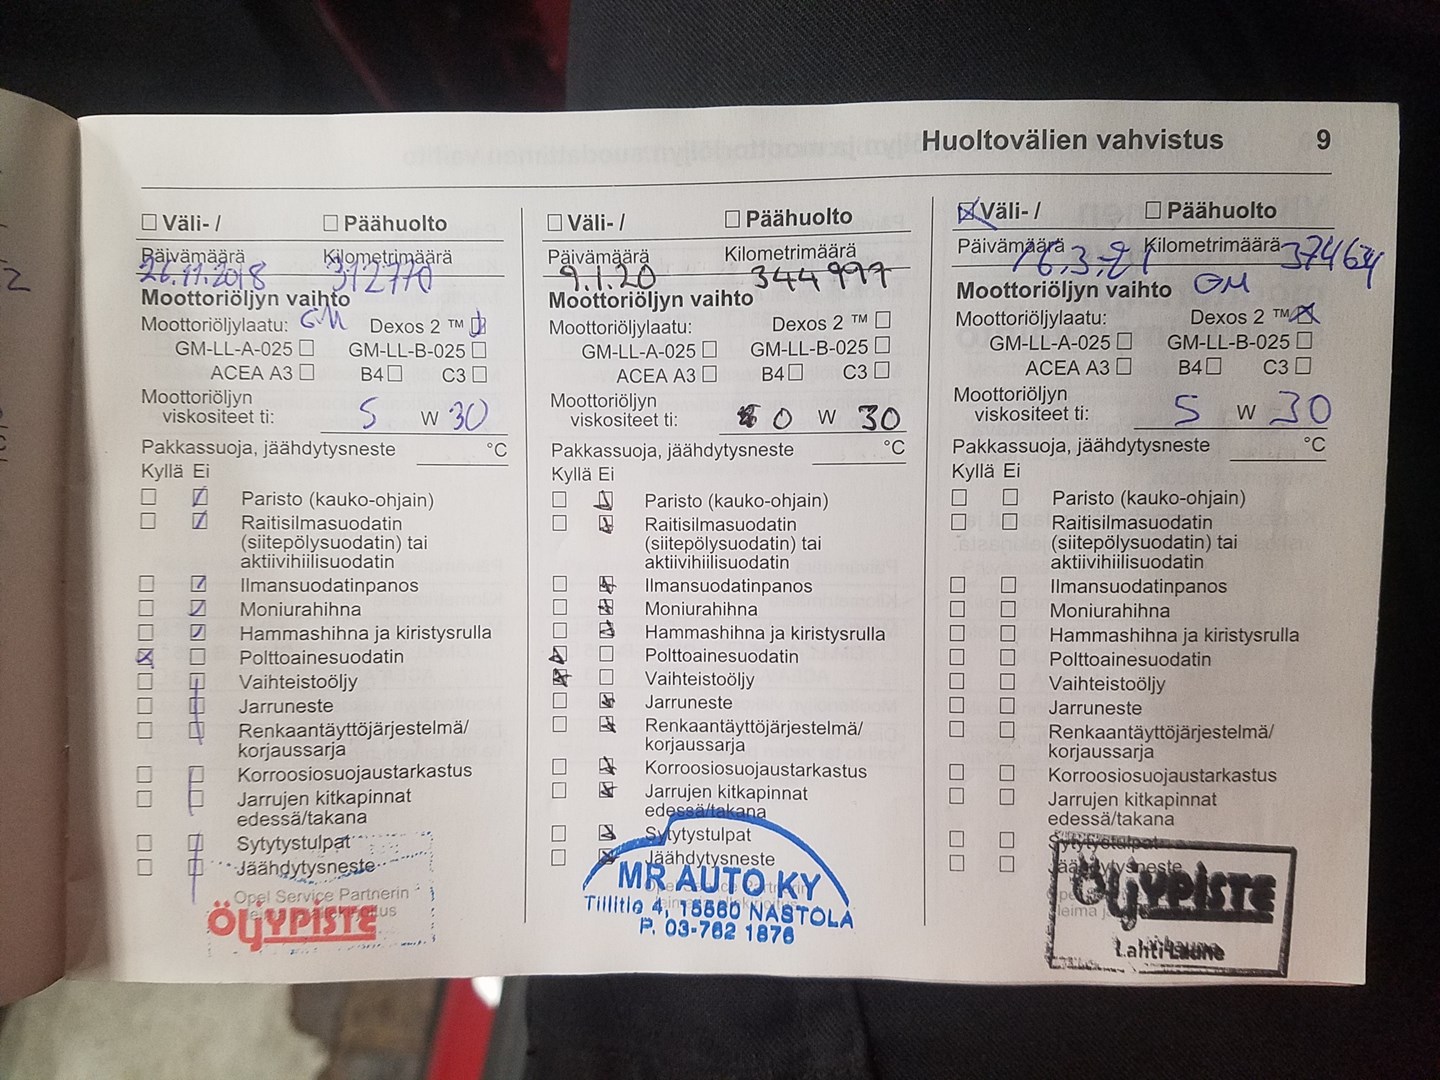 Huoltovälien vahvistus 9
☐ Väli- / ☐ Päähuolto
Päivämäärä Kilometrimäärä
26.11.2018 312770
Moottoriöljyn vaihto
Moottoriöljylaatu: GM Dexos 2 ™ ☑
GM-LL-A-025 ☐ GM-LL-B-025 ☐
ACEA A3 ☐ B4 ☐ C3 ☐
Moottoriöljyn
viskositeet ti: 5 W 30
Pakkassuoja, jäähdytysneste °C
Kyllä Ei
Paristo (kauko-ohjain)
Raitisilmasuodatin
(siitepölysuodatin) tai
aktiivihiilisuodatin
Ilmansuodatinpanos
Moniurahihna
Hammashihna ja kiristysrulla
Polttoainesuodatin
Vaihteistoöljy
Jarruneste
Renkaantäyttöjärjestelmä/
korjaussarja
Korroosiosuojaustarkastus
Jarrujen kitkapinnat
edessä/takana
Sytytystulpat
Jäähdytysneste
Opel Service Partnerin
ÖLJYPISTE
☐ Väli- / ☐ Päähuolto
Päivämäärä Kilometrimäärä
9.1.20 344997
Moottoriöljyn vaihto
Moottoriöljylaatu: Dexos 2 ™ ☐
GM-LL-A-025 ☐ GM-LL-B-025 ☐
ACEA A3 ☐ B4 ☐ C3 ☐
Moottoriöljyn
viskositeet ti: 0 W 30
Pakkassuoja, jäähdytysneste °C
Kyllä Ei
Paristo (kauko-ohjain)
Raitisilmasuodatin
(siitepölysuodatin) tai
aktiivihiilisuodatin
Ilmansuodatinpanos
Moniurahihna
Hammashihna ja kiristysrulla
Polttoainesuodatin
Vaihteistoöljy
Jarruneste
Renkaantäyttöjärjestelmä/
korjaussarja
Korroosiosuojaustarkastus
Jarrujen kitkapinnat
edessä/takana
Sytytystulpat
Jäähdytysneste
MR AUTO KY
Tillitie 4, 15560 NASTOLA
P. 03-762 1876
☒ Väli- / ☐ Päähuolto
Päivämäärä Kilometrimäärä
16.3.21 374634
Moottoriöljyn vaihto GM
Moottoriöljylaatu: Dexos 2 ™ ☒
GM-LL-A-025 ☐ GM-LL-B-025 ☐
ACEA A3 ☐ B4 ☐ C3 ☐
Moottoriöljyn
viskositeet ti: 5 W 30
Pakkassuoja, jäähdytysneste °C
Kyllä Ei
Paristo (kauko-ohjain)
Raitisilmasuodatin
(siitepölysuodatin) tai
aktiivihiilisuodatin
Ilmansuodatinpanos
Moniurahihna
Hammashihna ja kiristysrulla
Polttoainesuodatin
Vaihteistoöljy
Jarruneste
Renkaantäyttöjärjestelmä/
korjaussarja
Korroosiosuojaustarkastus
Jarrujen kitkapinnat
edessä/takana
Sytytystulpat
Jäähdytysneste
ÖLJYPISTE
Lahti-Laune